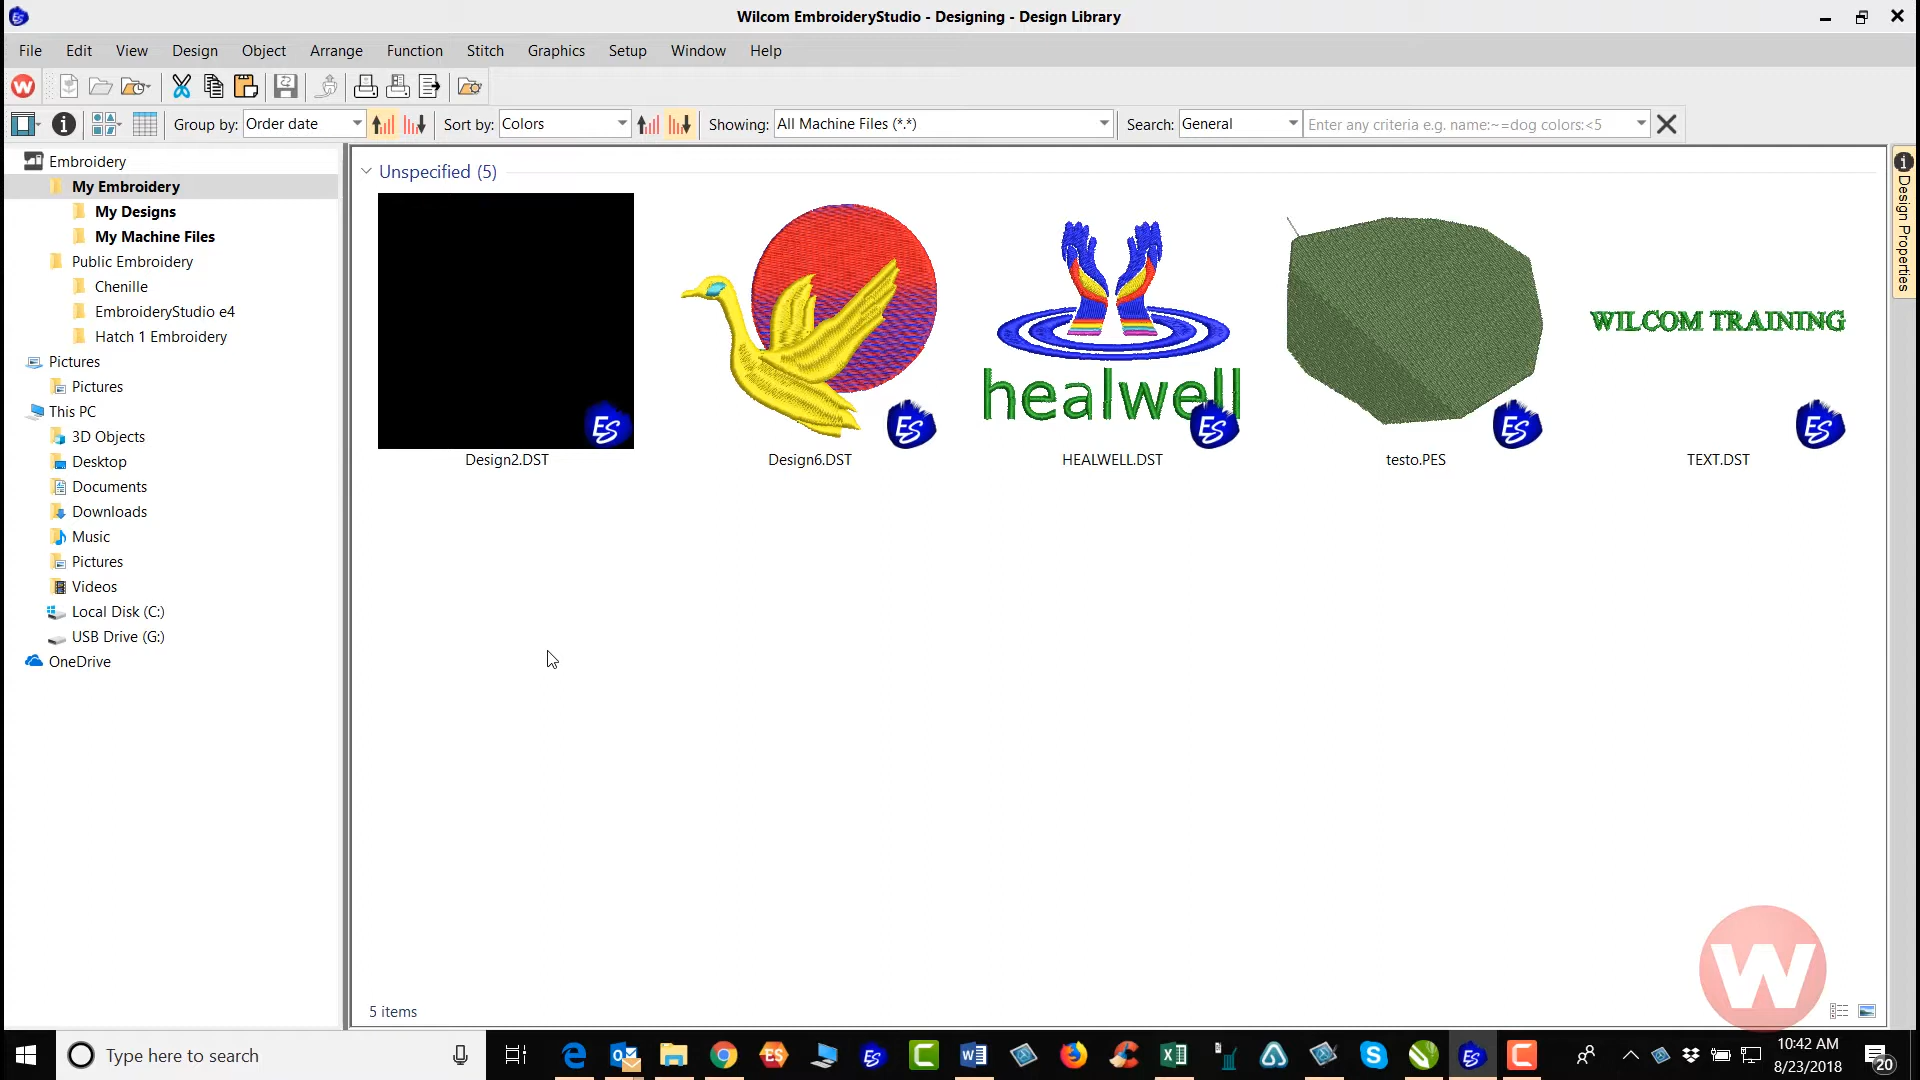 Wilcom EmbroideryStudio - Designing - Design Library
File Edit View Design Object Arrange Function Stitch Graphics Setup Window Help
W
Group by: Order date Sort by: Colors Showing: All Machine Files (*.*) Search: General Enter any criteria e.g. name:~=dog colors:<5
Embroidery
My Embroidery
My Designs
My Machine Files
Public Embroidery
Chenille
EmbroideryStudio e4
Hatch 1 Embroidery
Pictures
Pictures
This PC
3D Objects
Desktop
Documents
Downloads
Music
Pictures
Videos
Local Disk (C:)
USB Drive (G:)
OneDrive
Unspecified (5)
healwell
WILCOM TRAINING
ES ES ES ES ES
Design2.DST Design6.DST HEALWELL.DST testo.PES TEXT.DST
Design Properties
W
5 items
Type here to search
10:42 AM
8/23/2018
20